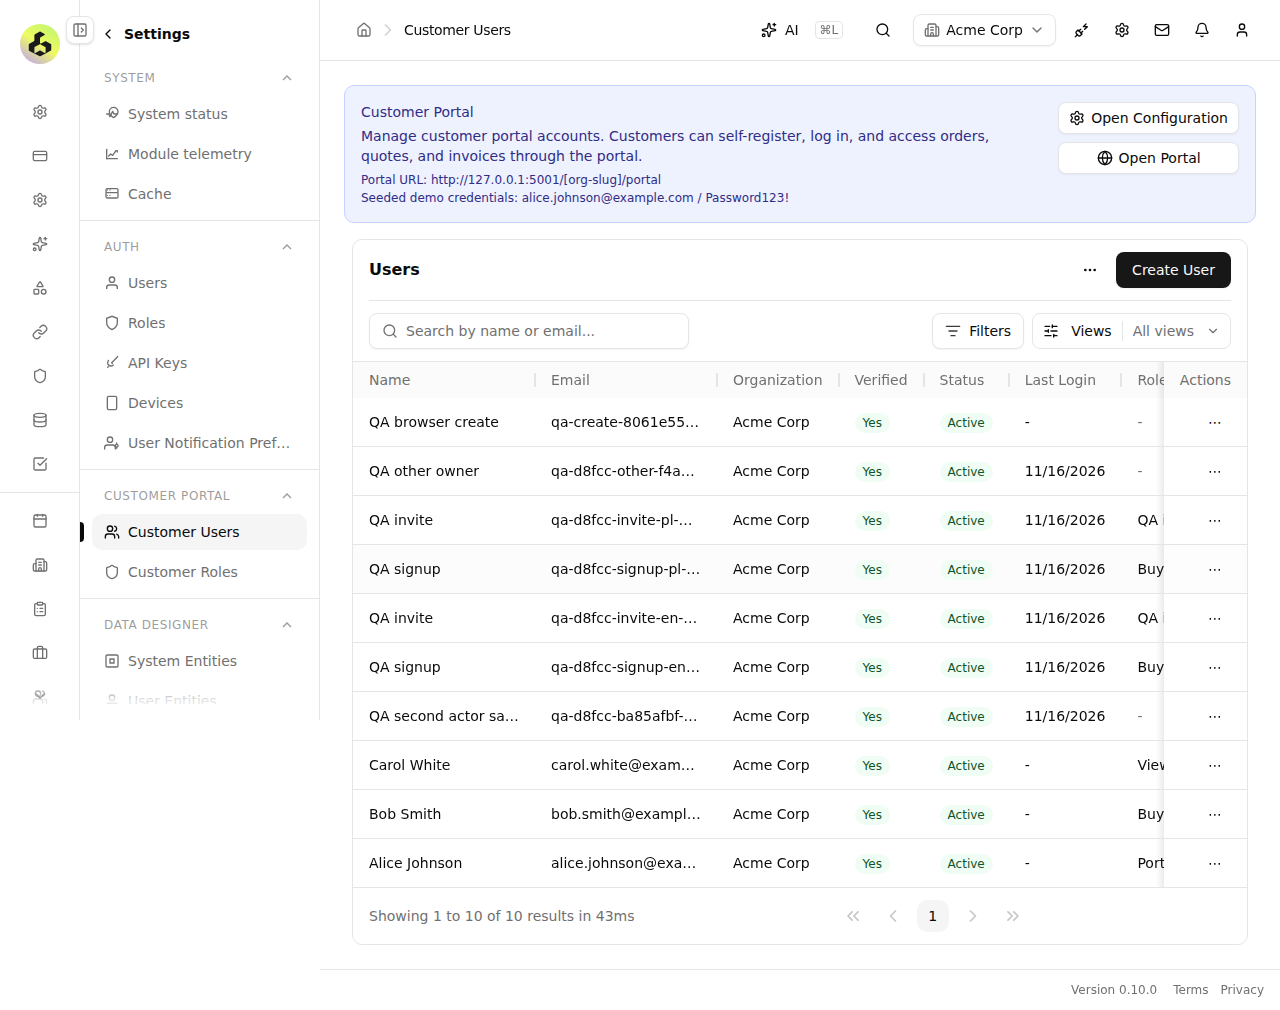 Settings
SYSTEM
System status
Module telemetry
Cache
AUTH
Users
Roles
API Keys
Devices
User Notification Pref...
CUSTOMER PORTAL
Customer Users
Customer Roles
DATA DESIGNER
System Entities
User Entities
Customer Users
AI ⌘L
Acme Corp
Customer Portal
Manage customer portal accounts. Customers can self-register, log in, and access orders,
quotes, and invoices through the portal.
Portal URL: http://127.0.0.1:5001/[org-slug]/portal
Seeded demo credentials: alice.johnson@example.com / Password123!
Open Configuration
Open Portal
Users
Create User
Search by name or email...
Filters
Views All views
Name Email Organization Verified Status Last Login Role Actions
QA browser create qa-create-8061e55... Acme Corp Yes Active - -
QA other owner qa-d8fcc-other-f4a... Acme Corp Yes Active 11/16/2026 -
QA invite qa-d8fcc-invite-pl-... Acme Corp Yes Active 11/16/2026 QA
QA signup qa-d8fcc-signup-pl-... Acme Corp Yes Active 11/16/2026 Buy
QA invite qa-d8fcc-invite-en-... Acme Corp Yes Active 11/16/2026 QA
QA signup qa-d8fcc-signup-en... Acme Corp Yes Active 11/16/2026 Buy
QA second actor sa... qa-d8fcc-ba85afbf-... Acme Corp Yes Active 11/16/2026 -
Carol White carol.white@exam... Acme Corp Yes Active - View
Bob Smith bob.smith@exampl... Acme Corp Yes Active - Buy
Alice Johnson alice.johnson@exa... Acme Corp Yes Active - Port
Showing 1 to 10 of 10 results in 43ms
1
Version 0.10.0 Terms Privacy